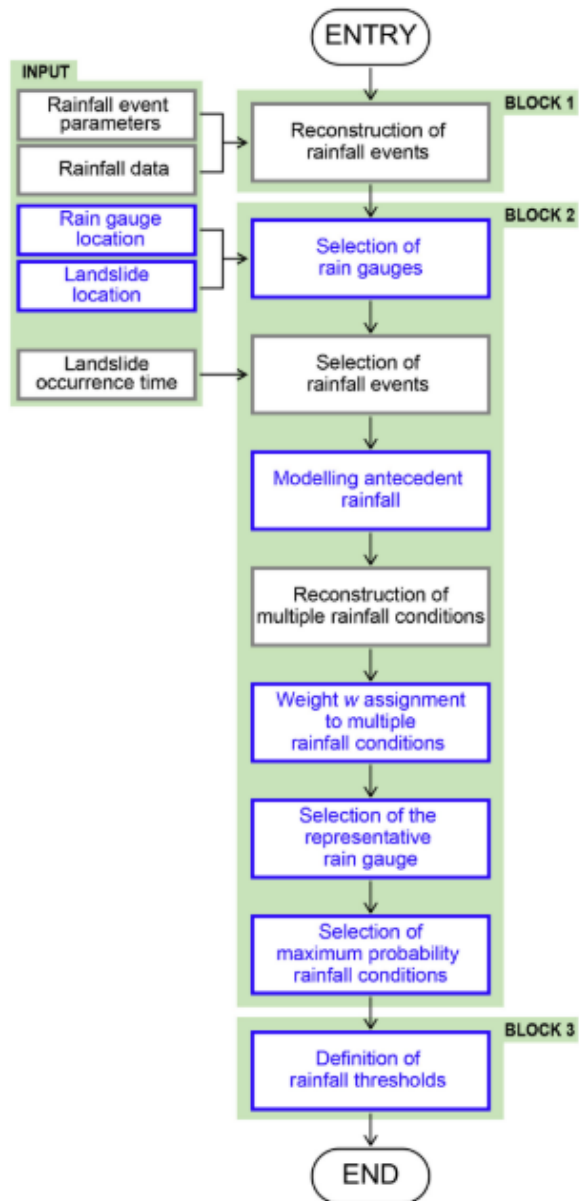 ENTRY
INPUT
Rainfall event
parameters
Rainfall data
Rain gauge
location
Landslide
location
Landslide
occurrence time
BLOCK 1
Reconstruction of
rainfall events
BLOCK 2
Selection of
rain gauges
Selection of
rainfall events
Modelling antecedent
rainfall
Reconstruction of
multiple rainfall conditions
Weight w assignment
to multiple
rainfall conditions
Selection of the
representative
rain gauge
Selection of
maximum probability
rainfall conditions
BLOCK 3
Definition of
rainfall thresholds
END